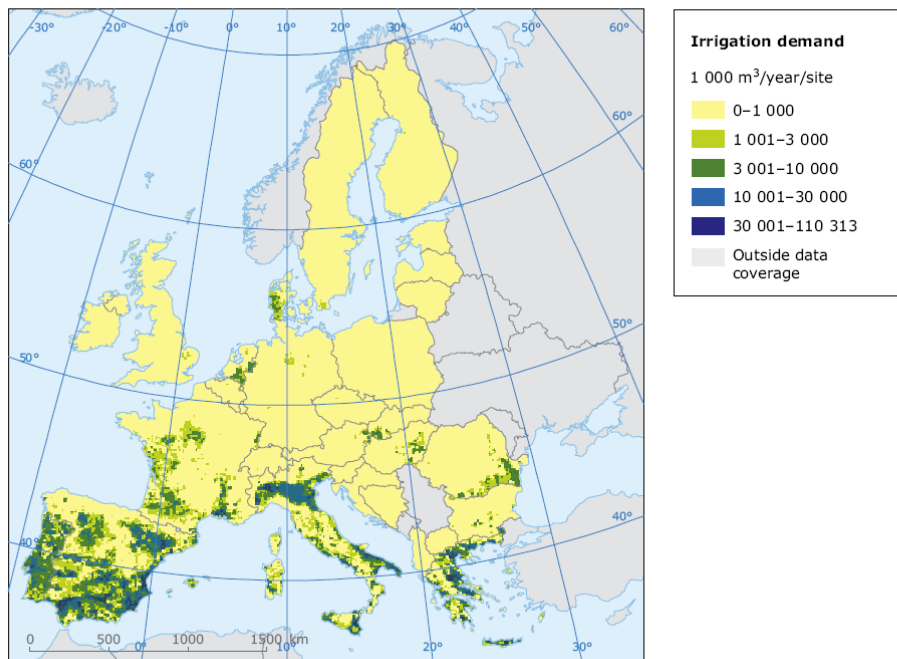 -30° -20° -10° 0° 10° 20° 30° 40° 50° 60°
60°
60°
50°
50°
40°
40°
0 500 1000 1500 km
0° 10° 20° 30°
Irrigation demand
1 000 m³/year/site
0–1 000
1 001–3 000
3 001–10 000
10 001–30 000
30 001–110 313
Outside data
coverage